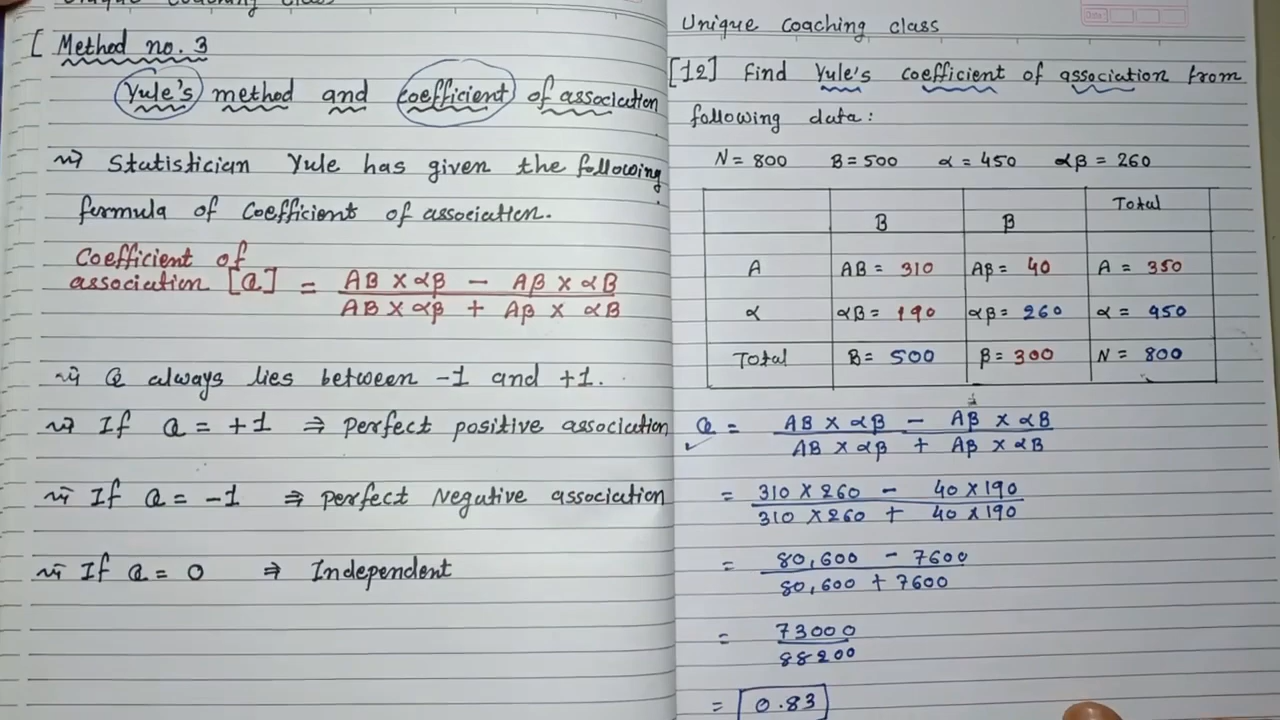 Unique coaching class
[ Method no. 3
Yule's method and coefficient of association
⇝ Statistician Yule has given the following
formula of coefficient of association.
Coefficient of
association [Q] = AB × αβ − Aβ × αB
AB × αβ + Aβ × αB
⇝ Q always lies between -1 and +1.
⇝ If Q = +1 ⇒ perfect positive association
⇝ If Q = -1 ⇒ perfect Negative association
⇝ If Q = 0 ⇒ Independent
Unique coaching class
Date:
[12] Find Yule's coefficient of association from
following data:
N = 800 B = 500 α = 450 αβ = 260
B β Total
A AB = 310 Aβ = 40 A = 350
α αB = 190 αβ = 260 α = 450
Total B = 500 β = 300 N = 800
Q = AB × αβ − Aβ × αB
AB × αβ + Aβ × αB
= 310 × 260 − 40 × 190
310 × 260 + 40 × 190
= 80,600 − 7600
80,600 + 7600
= 73000
88200
= 0.83